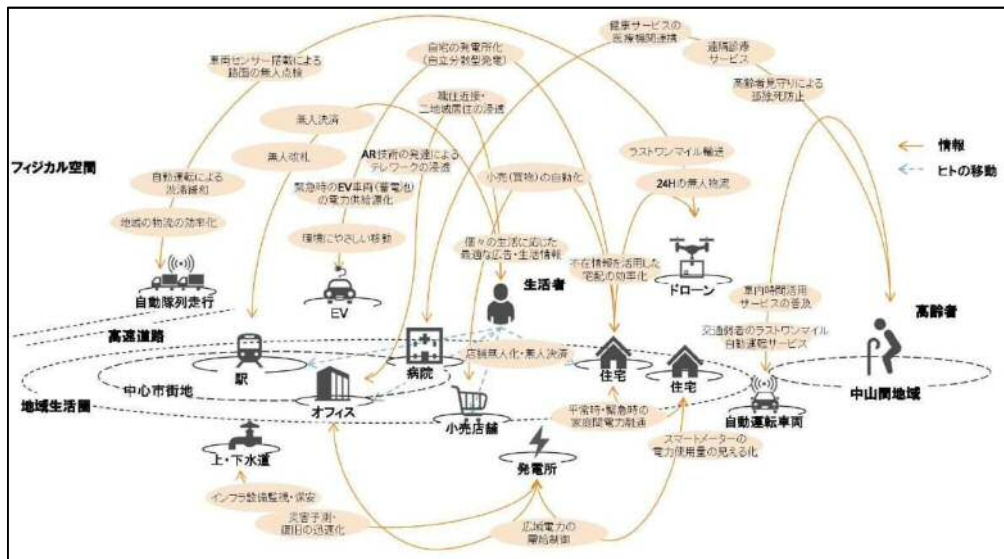 健康サービスの
医療機関連携
車両センサー搭載による
路面の無人点検
自宅の発電所化
(自立分散型発電)
遠隔診療
サービス
高齢者見守りによる
孤独死防止
職住近接・
二地域居住の浸透
無人決済
情報
ヒトの移動
フィジカル空間
無人改札
AR技術の発達による
テレワークの浸透
ラストワンマイル輸送
自動運転による
渋滞緩和
緊急時のEV車両(蓄電池)
の電力供給源化
小売(買物)の自動化
24Hの無人物流
地域の物流の効率化
環境にやさしい移動
個々の生活に応じた
最適な広告・生活情報
不在情報を活用した
宅配の効率化
ドローン
車内時間活用
サービスの普及
自動隊列走行
EV
生活者
高齢者
交通弱者のラストワンマイル
自動運転サービス
高速道路
駅
病院
店舗無人化・無人決済
住宅
住宅
中山間地域
中心市街地
地域生活圏
オフィス
小売店舗
平常時・緊急時の
家庭間電力融通
自動運転車両
スマートメーターの
電力使用量の見える化
上・下水道
発電所
インフラ設備監視・保安
災害予測・
復旧の迅速化
広域電力の
需給制御